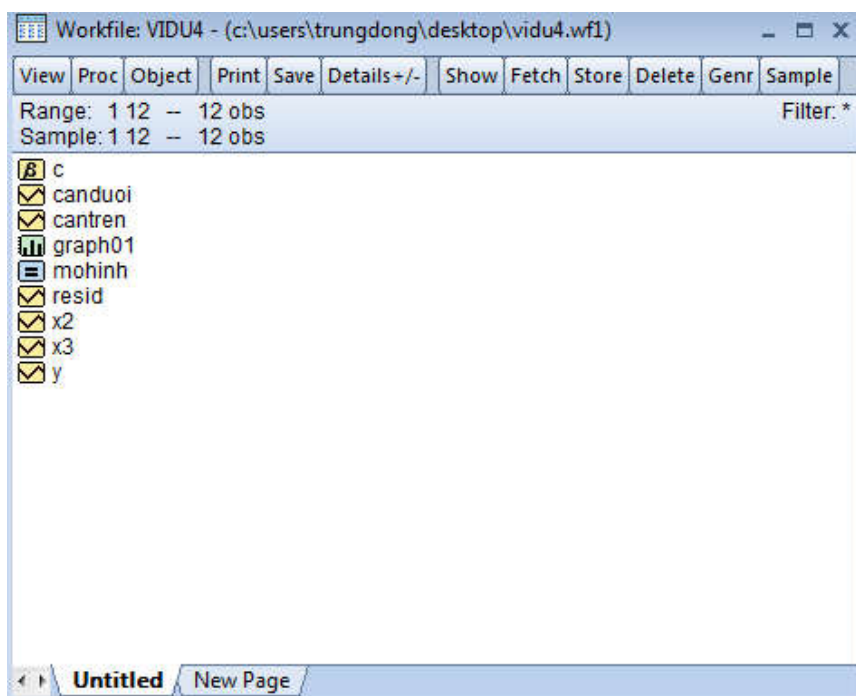 Workfile: VIDU4 - (c:\users\trungdong\desktop\vidu4.wf1)
View Proc Object Print Save Details+/- Show Fetch Store Delete Genr Sample
Range: 1 12 -- 12 obs Filter: *
Sample: 1 12 -- 12 obs
β c
canduoi
cantren
graph01
= mohinh
resid
x2
x3
y
Untitled New Page